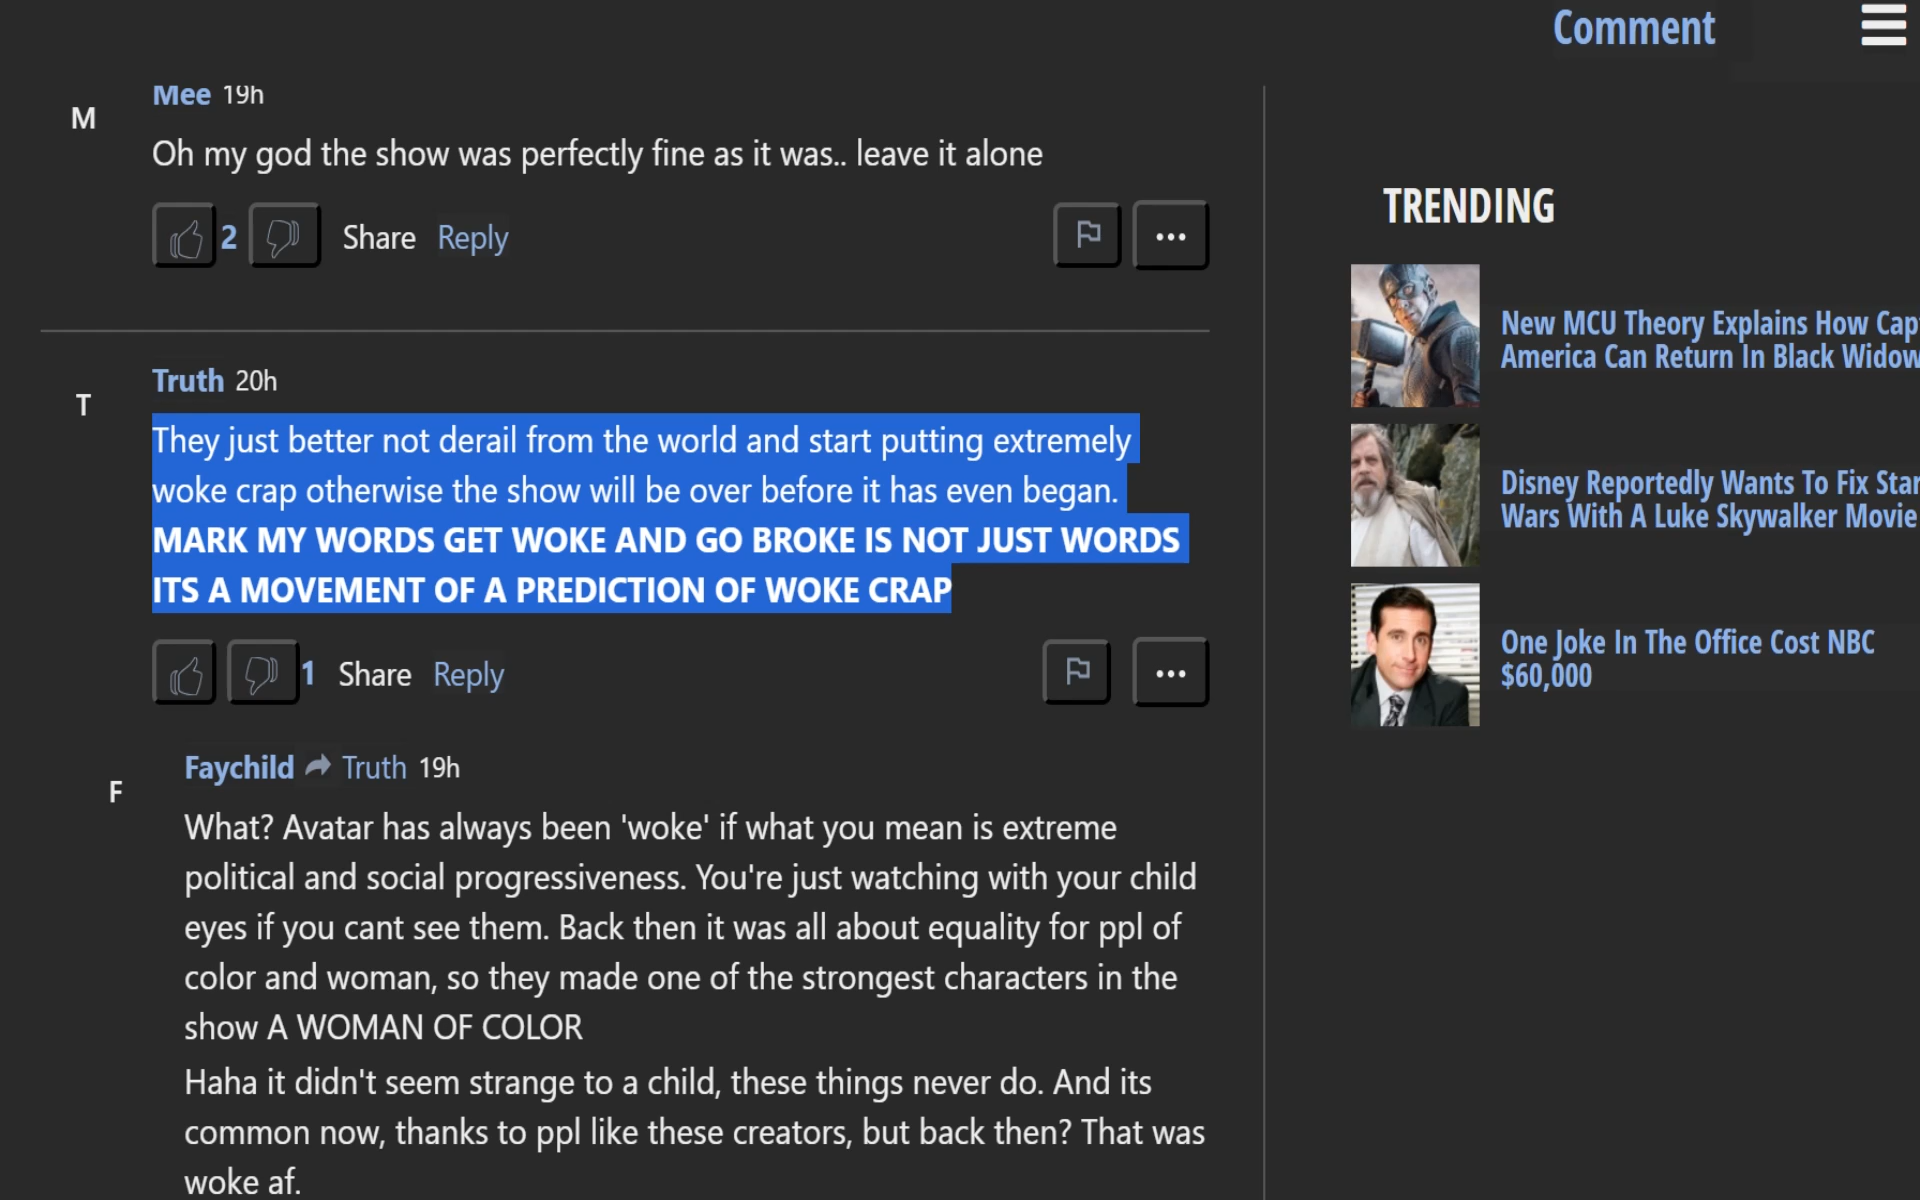 Comment
M
Mee 19h
Oh my god the show was perfectly fine as it was.. leave it alone
2 Share Reply
T
Truth 20h
They just better not derail from the world and start putting extremely
woke crap otherwise the show will be over before it has even began.
MARK MY WORDS GET WOKE AND GO BROKE IS NOT JUST WORDS
ITS A MOVEMENT OF A PREDICTION OF WOKE CRAP
1 Share Reply
F
Faychild Truth 19h
What? Avatar has always been 'woke' if what you mean is extreme
political and social progressiveness. You're just watching with your child
eyes if you cant see them. Back then it was all about equality for ppl of
color and woman, so they made one of the strongest characters in the
show A WOMAN OF COLOR
Haha it didn't seem strange to a child, these things never do. And its
common now, thanks to ppl like these creators, but back then? That was
woke af.
TRENDING
New MCU Theory Explains How Cap
America Can Return In Black Widow
Disney Reportedly Wants To Fix Star
Wars With A Luke Skywalker Movie
One Joke In The Office Cost NBC
$60,000